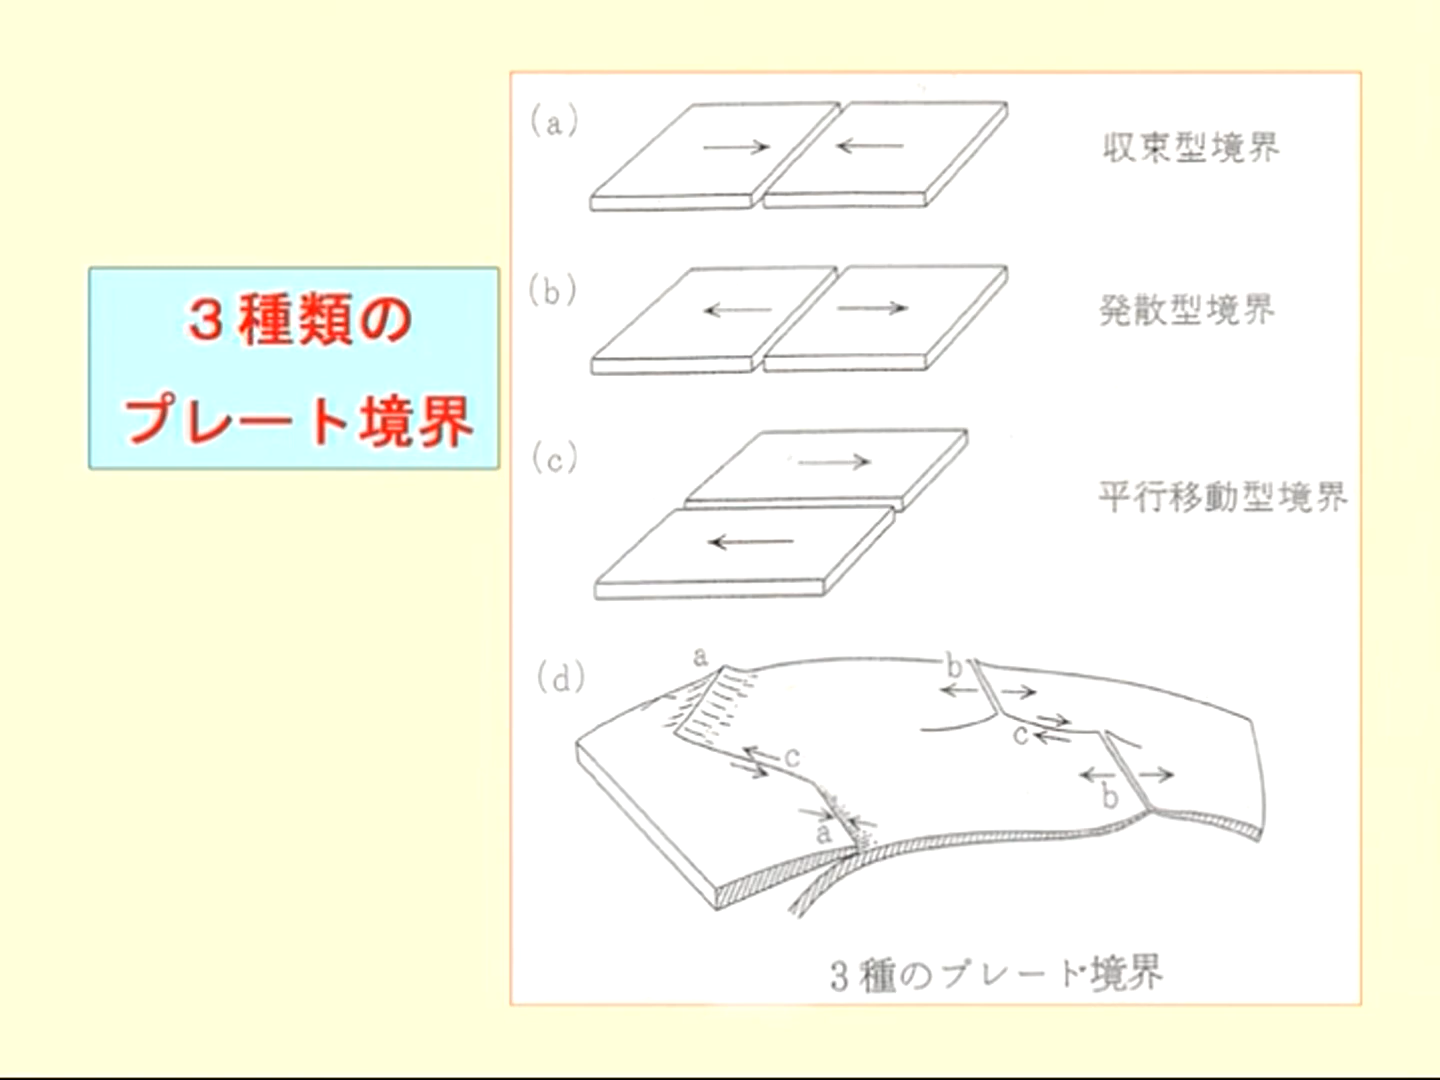 ３種類の
プレート境界
(a)
収束型境界
(b)
発散型境界
(c)
平行移動型境界
(d)
a
b
c
c
b
a
3種のプレート境界